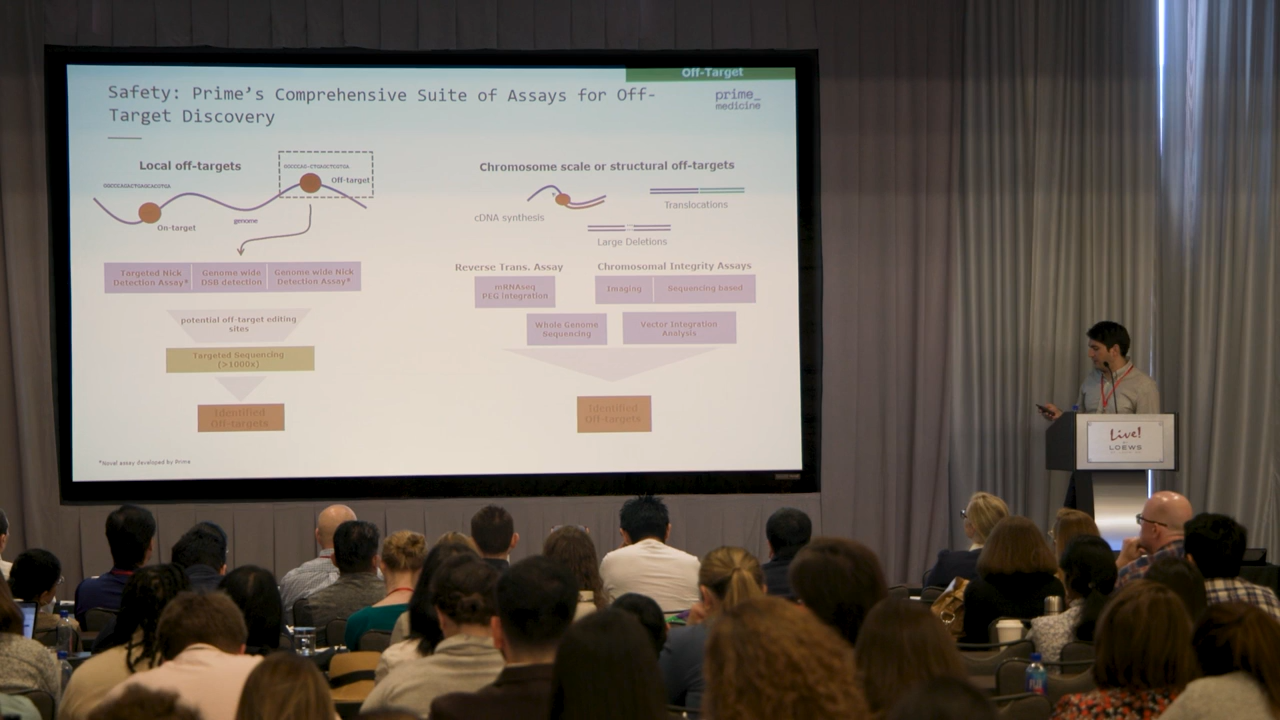 Off-Target
Safety: Prime's Comprehensive Suite of Assays for Off-
Target Discovery
prime_
medicine
Local off-targets
Off-target
On-target
genome
Targeted Nick
Detection Assay*
Genome wide
DSB detection
Genome wide Nick
Detection Assay*
potential off-target editing
sites
Targeted Sequencing
(>1000x)
Identified
Off-targets
*Novel assay developed by Prime
Chromosome scale or structural off-targets
cDNA synthesis
Translocations
Large Deletions
Reverse Trans. Assay
Chromosomal Integrity Assays
mRNAseq
PEG integration
Imaging
Sequencing based
Whole Genome
Sequencing
Vector Integration
Analysis
Identified
Off-targets
Live!
LOEWS